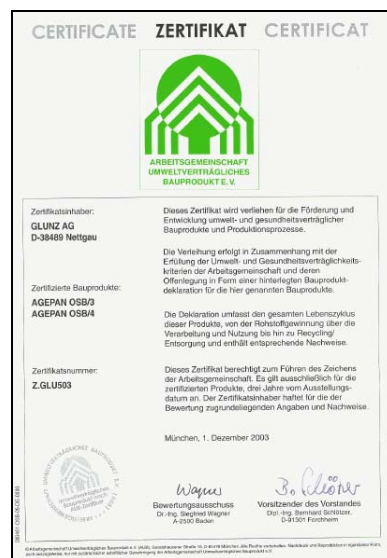 CERTIFICATE ZERTIFIKAT CERTIFICAT
ARBEITSGEMEINSCHAFT
UMWELTVERTRÄGLICHES
BAUPRODUKT E.V.
Zertifikatsinhaber:
GLUNZ AG
D-38489 Nettgau
Dieses Zertifikat wird verliehen für die Förderung und
Entwicklung umwelt- und gesundheitsverträglicher
Bauprodukte und Produktionsprozesse.
Die Verleihung erfolgt in Zusammenhang mit der
Erfüllung der Umwelt- und Gesundheitsverträglichkeits-
kriterien der Arbeitsgemeinschaft und deren
Offenlegung in Form einer hinterlegten Bauprodukt-
deklaration für die hier genannten Bauprodukte.
Zertifizierte Bauprodukte:
AGEPAN OSB/3
AGEPAN OSB/4
Die Deklaration umfasst den gesamten Lebenszyklus
dieser Produkte, von der Rohstoffgewinnung über die
Verarbeitung und Nutzung bis hin zu Recycling/
Entsorgung und enthält entsprechende Nachweise.
Zertifikatsnummer:
Z.GLU503
Dieses Zertifikat berechtigt zum Führen des Zeichens
der Arbeitsgemeinschaft. Es gilt ausschließlich für die
zertifizierten Produkte, drei Jahre vom Ausstellungs-
datum an. Der Zertifikatsinhaber haftet für die der
Bewertung zugrundeliegenden Angaben und Nachweise.
München, 1. Dezember 2003
Wagner
Bewertungsausschuss
Dr.-Ing. Siegfried Wagner
A-2500 Baden
Vorsitzender des Vorstandes
Dipl.-Ing. Bernhard Schlötzer,
D-91301 Forchheim